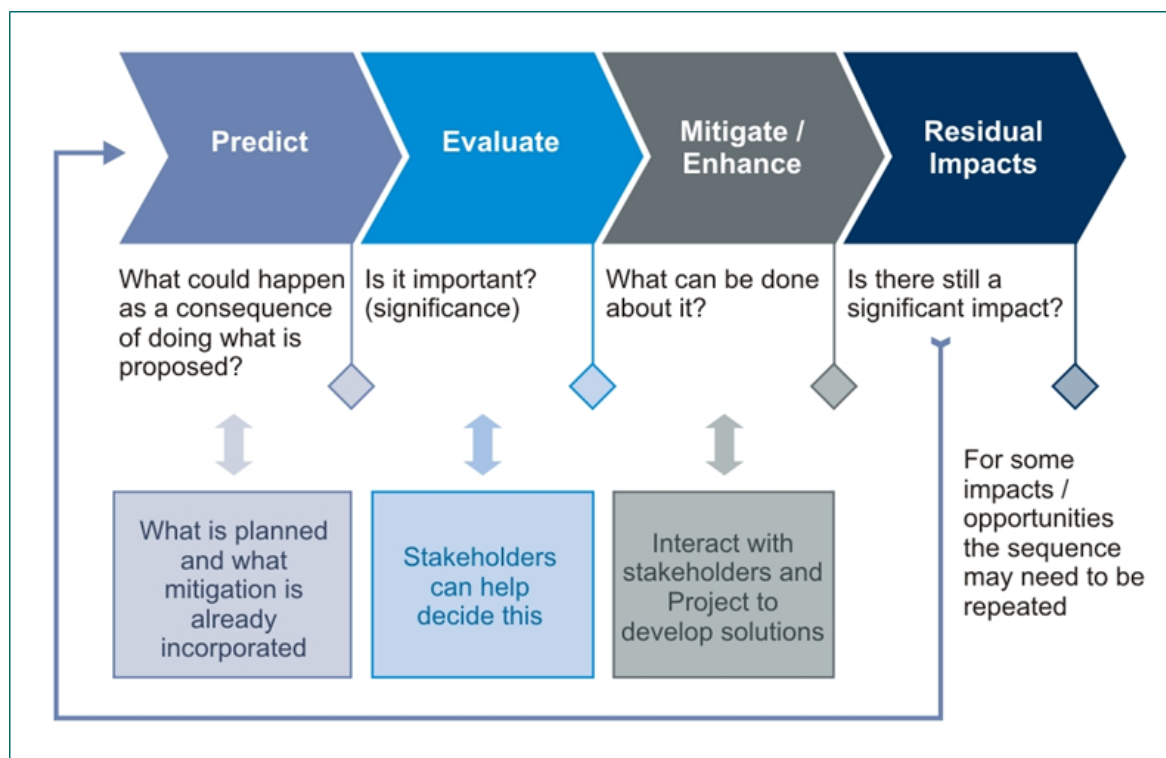 Predict
Evaluate
Mitigate /
Enhance
Residual
Impacts
What could happen
as a consequence
of doing what is
proposed?
Is it important?
(significance)
What can be done
about it?
Is there still a
significant impact?
What is planned
and what
mitigation is
already
incorporated
Stakeholders
can help
decide this
Interact with
stakeholders and
Project to
develop solutions
For some
impacts /
opportunities
the sequence
may need to be
repeated